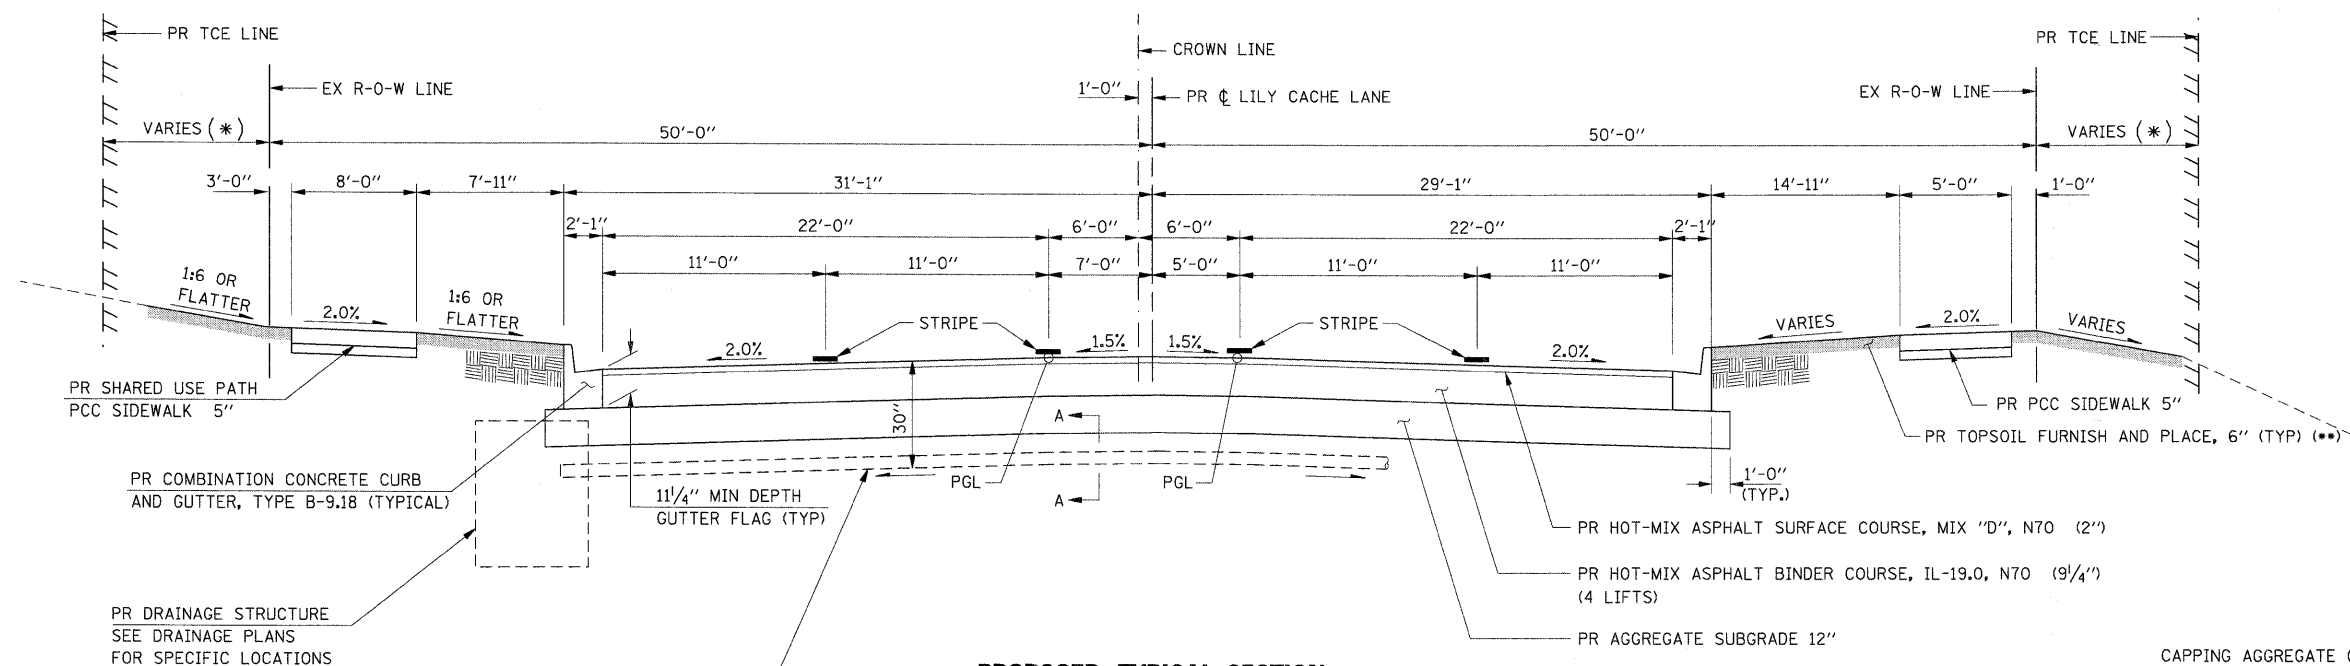 PR TCE LINE
CROWN LINE
PR TCE LINE
EX R-O-W LINE
1'-0"
PR ℄ LILY CACHE LANE
EX R-O-W LINE
VARIES (*)
50'-0"
50'-0"
VARIES (*)
3'-0"
8'-0"
7'-11"
31'-1"
29'-1"
14'-11"
5'-0"
1'-0"
2'-1"
22'-0"
6'-0"
6'-0"
22'-0"
2'-1"
11'-0"
11'-0"
7'-0"
5'-0"
11'-0"
11'-0"
1:6 OR
FLATTER
2.0%
1:6 OR
FLATTER
STRIPE
STRIPE
VARIES
2.0%
VARIES
2.0%
1.5%
1.5%
2.0%
PR SHARED USE PATH
PCC SIDEWALK 5"
30"
A
A
PR PCC SIDEWALK 5"
PR TOPSOIL FURNISH AND PLACE, 6" (TYP) (**)
PR COMBINATION CONCRETE CURB
AND GUTTER, TYPE B-9.18 (TYPICAL)
11 1/4" MIN DEPTH
GUTTER FLAG (TYP)
PGL
PGL
1'-0"
(TYP.)
PR HOT-MIX ASPHALT SURFACE COURSE, MIX "D", N70 (2")
PR HOT-MIX ASPHALT BINDER COURSE, IL-19.0, N70 (9 1/4")
(4 LIFTS)
PR DRAINAGE STRUCTURE
SEE DRAINAGE PLANS
FOR SPECIFIC LOCATIONS
PR AGGREGATE SUBGRADE 12"
PROPOSED TYPICAL SECTION
CAPPING AGGREGATE (